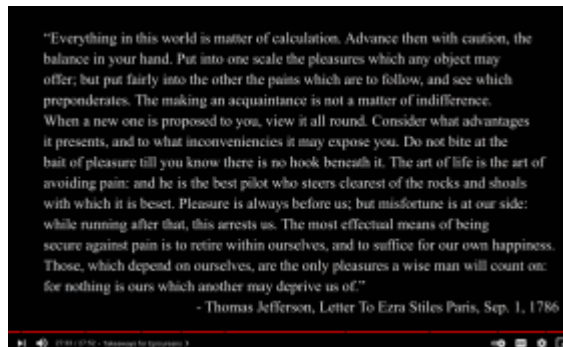 “Everything in this world is matter of calculation. Advance then with caution, the
balance in your hand. Put into one scale the pleasures which any object may
offer; but put fairly into the other the pains which are to follow, and see which
preponderates. The making an acquaintance is not a matter of indifference.
When a new one is proposed to you, view it all round. Consider what advantages
it presents, and to what inconveniencies it may expose you. Do not bite at the
bait of pleasure till you know there is no hook beneath it. The art of life is the art of
avoiding pain: and he is the best pilot who steers clearest of the rocks and shoals
with which it is beset. Pleasure is always before us; but misfortune is at our side:
while running after that, this arrests us. The most effectual means of being
secure against pain is to retire within ourselves, and to suffice for our own happiness.
Those, which depend on ourselves, are the only pleasures a wise man will count on:
for nothing is ours which another may deprive us of.”
- Thomas Jefferson, Letter To Ezra Stiles Paris, Sep. 1, 1786